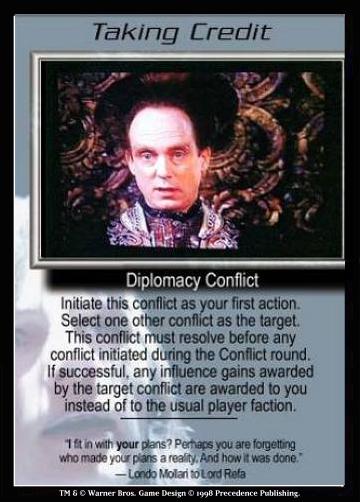 Taking Credit
Diplomacy Conflict
Initiate this conflict as your first action.
Select one other conflict as the target.
This conflict must resolve before any
conflict initiated during the Conflict round.
If successful, any influence gains awarded
by the target conflict are awarded to you
instead of to the usual player faction.
“I fit in with your plans? Perhaps you are forgetting
who made your plans a reality. And how it was done.”
— Londo Mollari to Lord Refa
TM & © Warner Bros. Game Design © 1998 Precedence Publishing.